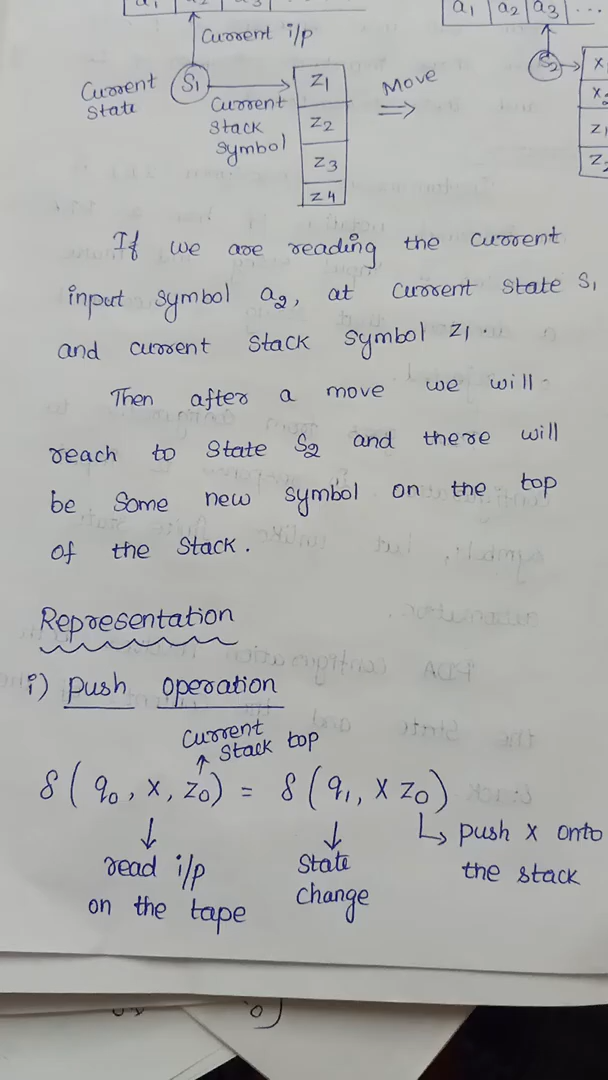 a1 a2 a3
a1 a2 a3 ...
Current i/p
Current State
S1
Current Stack Symbol
Z1
Z2
Z3
Z4
Move
⇒
S2
X
X
Z1
Z
If we are reading the current
input symbol a2, at current state S1
and current stack symbol Z1.
Then after a move we will
reach to state S2 and there will
be some new symbol on the top
of the stack.
Representation
i) Push operation
Current
Stack top
δ(q0, X, Z0) = δ(q1, X Z0)
read i/p
on the tape
State
change
push X onto
the stack